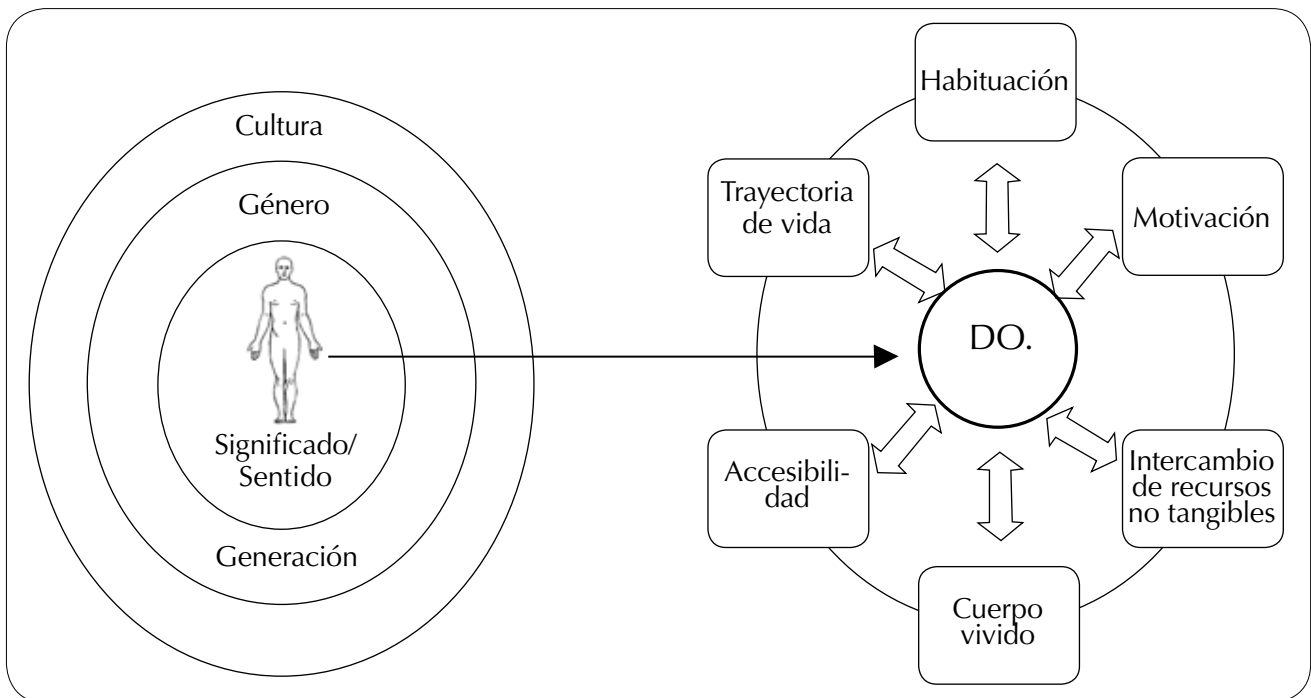 Cultura
Género
Significado/
Sentido
Generación
Habituación
Trayectoria
de vida
Motivación
DO.
Accesibili-
dad
Intercambio
de recursos
no tangibles
Cuerpo
vivido